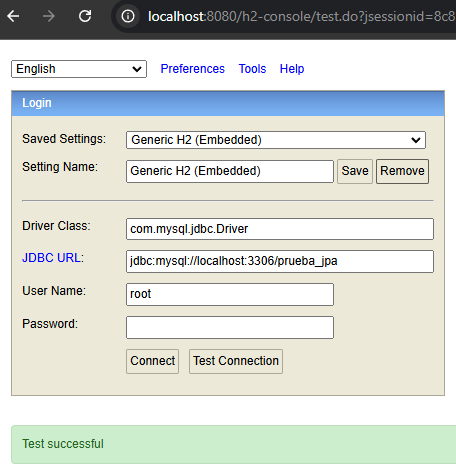 localhost:8080/h2-console/test.do?jsessionid=8c8
English Preferences Tools Help
Login
Saved Settings: Generic H2 (Embedded)
Setting Name: Generic H2 (Embedded) Save Remove
Driver Class: com.mysql.jdbc.Driver
JDBC URL: jdbc:mysql://localhost:3306/prueba_jpa
User Name: root
Password:
Connect Test Connection
Test successful